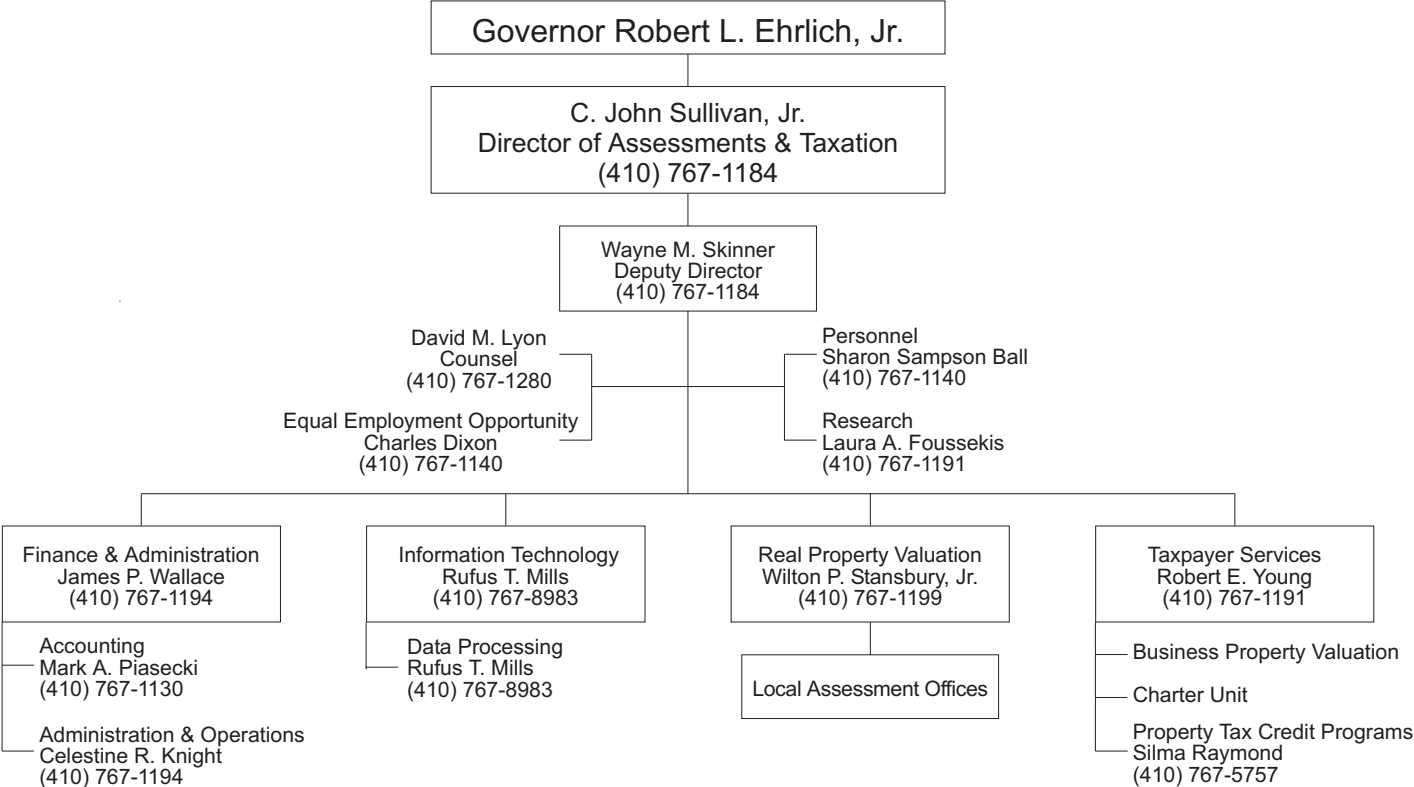 Governor Robert L. Ehrlich, Jr.
C. John Sullivan, Jr.
Director of Assessments & Taxation
(410) 767-1184
Wayne M. Skinner
Deputy Director
(410) 767-1184
David M. Lyon
Counsel
(410) 767-1280
Equal Employment Opportunity
Charles Dixon
(410) 767-1140
Personnel
Sharon Sampson Ball
(410) 767-1140
Research
Laura A. Foussekis
(410) 767-1191
Finance & Administration
James P. Wallace
(410) 767-1194
Accounting
Mark A. Piasecki
(410) 767-1130
Administration & Operations
Celestine R. Knight
(410) 767-1194
Information Technology
Rufus T. Mills
(410) 767-8983
Data Processing
Rufus T. Mills
(410) 767-8983
Real Property Valuation
Wilton P. Stansbury, Jr.
(410) 767-1199
Local Assessment Offices
Taxpayer Services
Robert E. Young
(410) 767-1191
Business Property Valuation
Charter Unit
Property Tax Credit Programs
Silma Raymond
(410) 767-5757